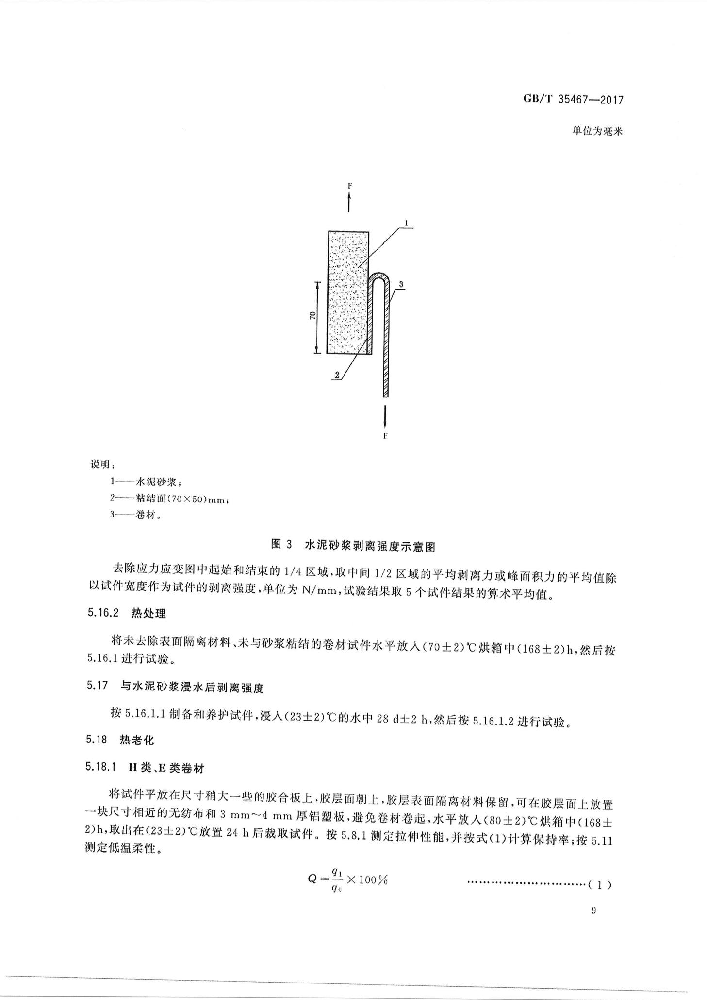 GB/T 35467—2017
单位为毫米
F
1
3
70
2
F
说明：
1——水泥砂浆；
2——粘结面(70×50)mm；
3——卷材。
图 3 水泥砂浆剥离强度示意图
去除应力应变图中起始和结束的 1/4 区域,取中间 1/2 区域的平均剥离力或峰面积力的平均值除
以试件宽度作为试件的剥离强度,单位为 N/mm,试验结果取 5 个试件结果的算术平均值。
5.16.2 热处理
将未去除表面隔离材料、未与砂浆粘结的卷材试件水平放入(70±2)℃烘箱中(168±2)h,然后按
5.16.1 进行试验。
5.17 与水泥砂浆浸水后剥离强度
按 5.16.1.1 制备和养护试件,浸入(23±2)℃的水中 28 d±2 h,然后按 5.16.1.2 进行试验。
5.18 热老化
5.18.1 H 类、E 类卷材
将试件平放在尺寸稍大一些的胶合板上,胶层面朝上,胶层表面隔离材料保留,可在胶层面上放置
一块尺寸相近的无纺布和 3 mm～4 mm 厚铝塑板,避免卷材卷起,水平放入(80±2)℃烘箱中(168±
2)h,取出在(23±2)℃放置 24 h 后裁取试件。按 5.8.1 测定拉伸性能,并按式(1)计算保持率;按 5.11
测定低温柔性。
Q = q₁/q₀ × 100% ⋯⋯⋯⋯⋯⋯⋯⋯⋯⋯( 1 )
9